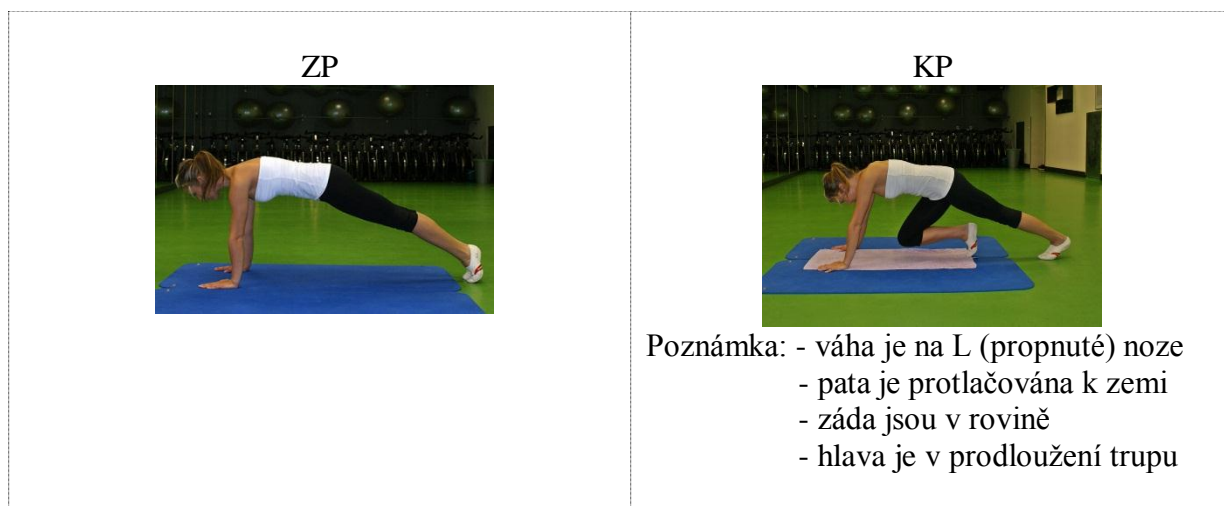 ZP
KP
Poznámka: - váha je na L (propnuté) noze
- pata je protlačována k zemi
- záda jsou v rovině
- hlava je v prodloužení trupu